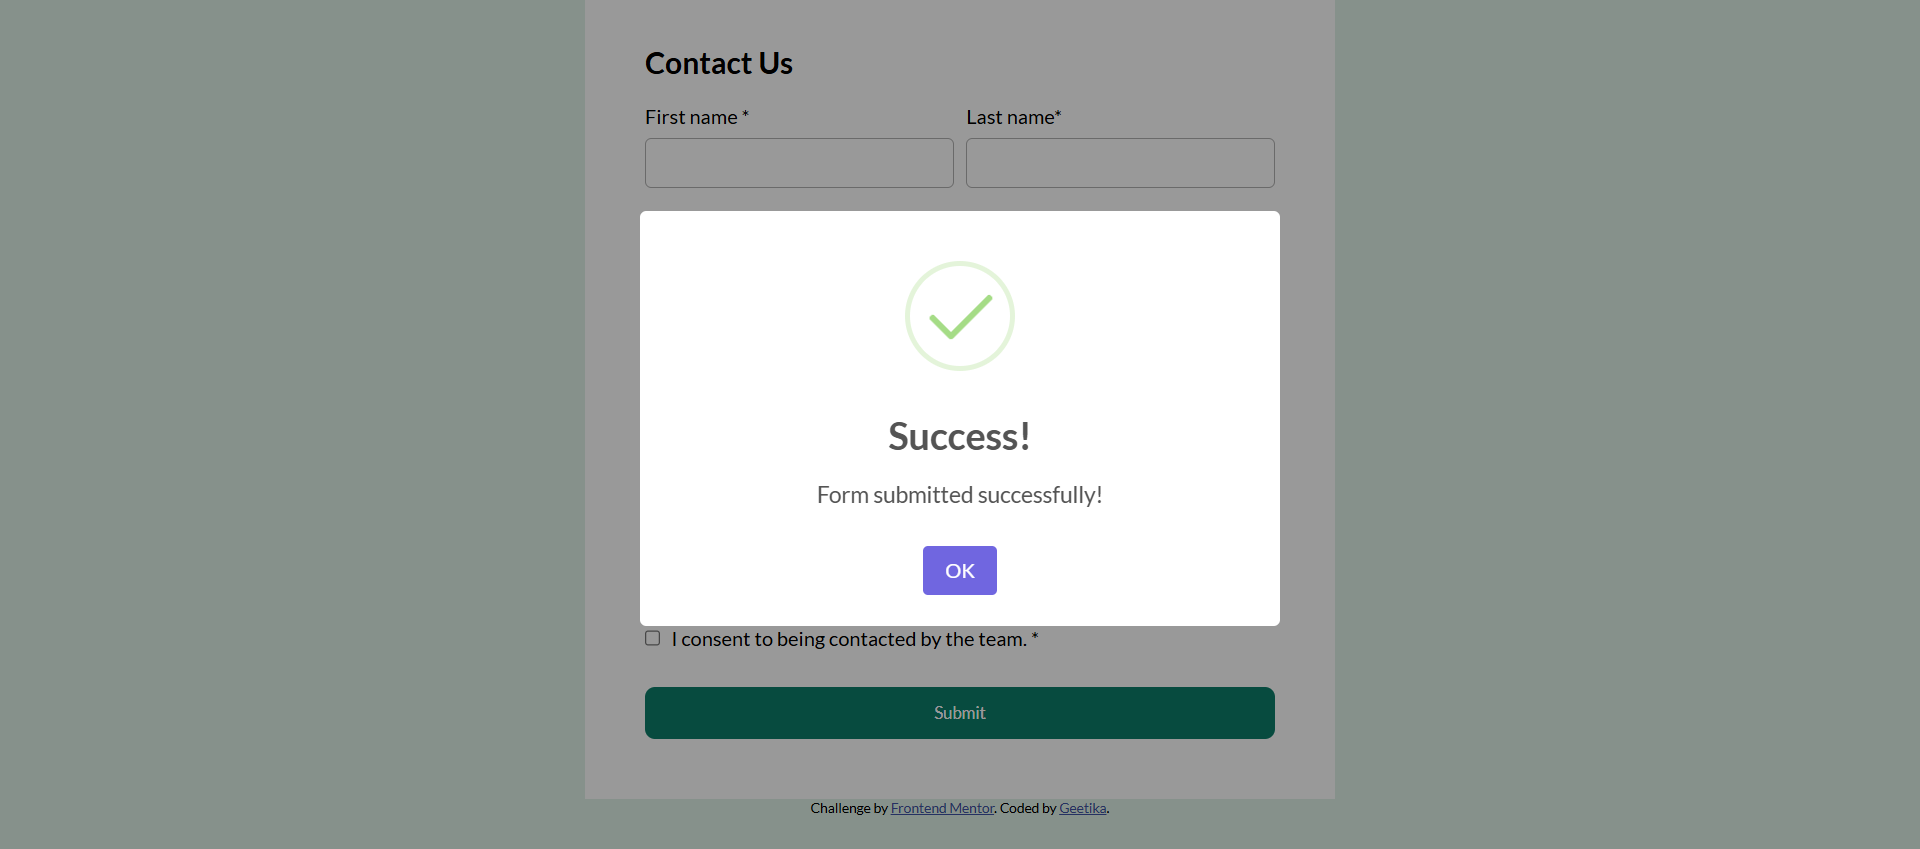 Contact Us
First name *
Last name*
Success!
Form submitted successfully!
OK
I consent to being contacted by the team. *
Submit
Challenge by Frontend Mentor. Coded by Geetika.